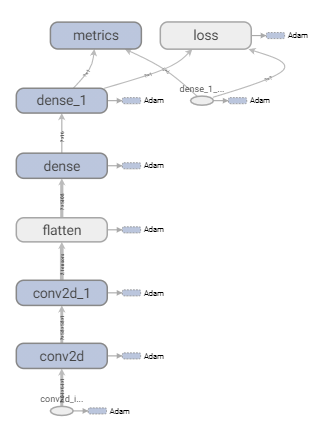 metrics
loss
Adam
dense_1_...
Adam
dense_1
Adam
dense
Adam
flatten
Adam
conv2d_1
Adam
conv2d
Adam
conv2d_i...
Adam